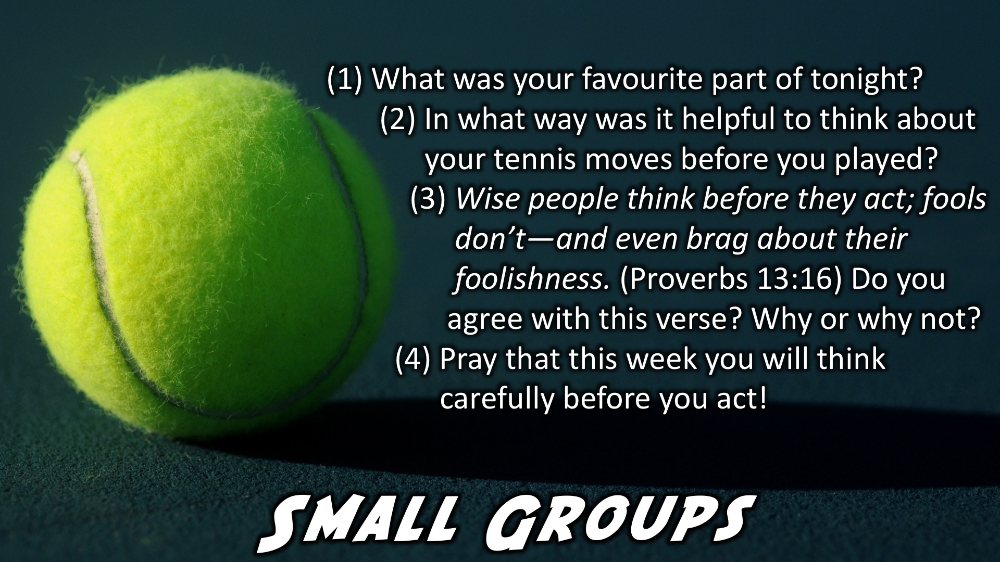 (1) What was your favourite part of tonight?
(2) In what way was it helpful to think about
your tennis moves before you played?
(3) Wise people think before they act; fools
don’t—and even brag about their
foolishness. (Proverbs 13:16) Do you
agree with this verse? Why or why not?
(4) Pray that this week you will think
carefully before you act!
SMALL GROUPS